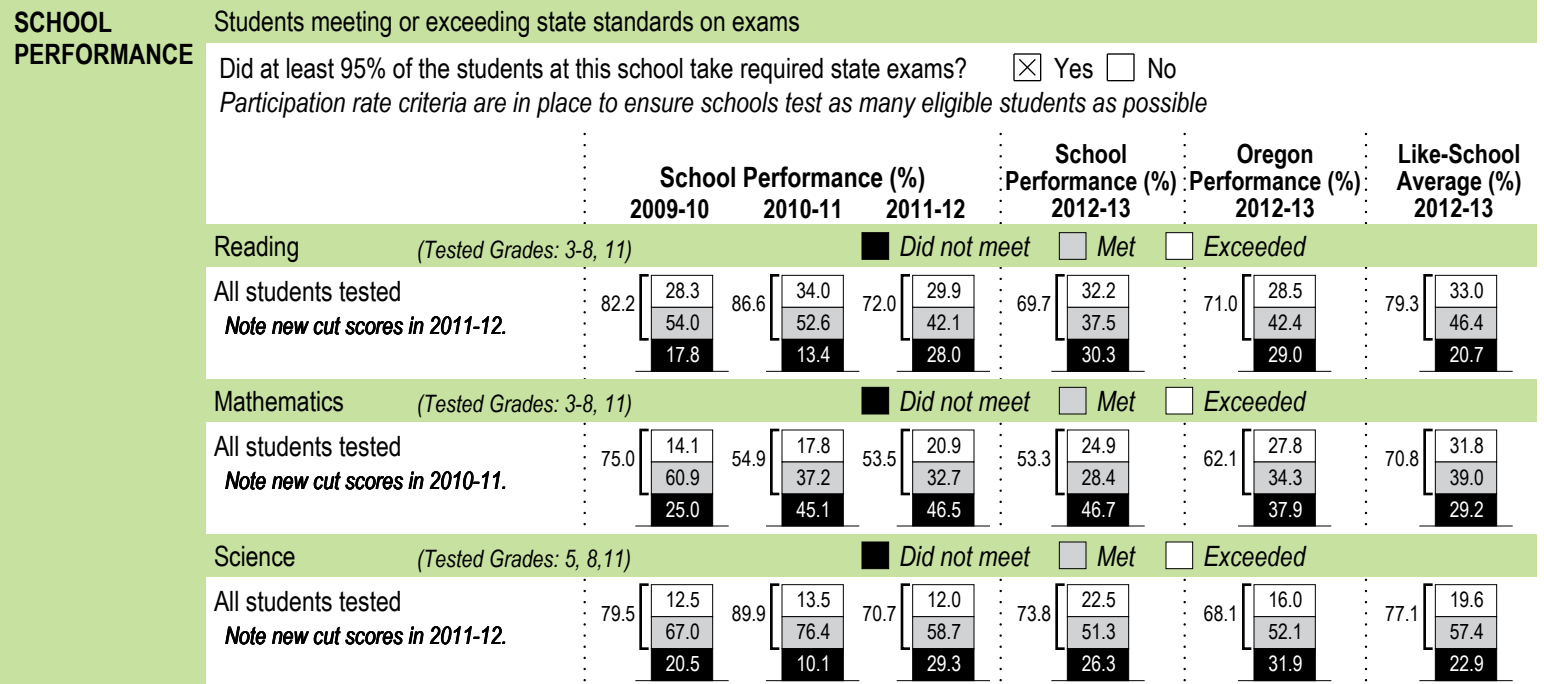 SCHOOL PERFORMANCE
Students meeting or exceeding state standards on exams
Did at least 95% of the students at this school take required state exams? Yes No
Participation rate criteria are in place to ensure schools test as many eligible students as possible
School Performance (%)
2009-10 2010-11 2011-12
School Performance (%) 2012-13
Oregon Performance (%) 2012-13
Like-School Average (%) 2012-13
Reading (Tested Grades: 3-8, 11) Did not meet Met Exceeded
All students tested
Note new cut scores in 2011-12.
82.2 28.3 54.0 17.8
86.6 34.0 52.6 13.4
72.0 29.9 42.1 28.0
69.7 32.2 37.5 30.3
71.0 28.5 42.4 29.0
79.3 33.0 46.4 20.7
Mathematics (Tested Grades: 3-8, 11) Did not meet Met Exceeded
All students tested
Note new cut scores in 2010-11.
75.0 14.1 60.9 25.0
54.9 17.8 37.2 45.1
53.5 20.9 32.7 46.5
53.3 24.9 28.4 46.7
62.1 27.8 34.3 37.9
70.8 31.8 39.0 29.2
Science (Tested Grades: 5, 8,11) Did not meet Met Exceeded
All students tested
Note new cut scores in 2011-12.
79.5 12.5 67.0 20.5
89.9 13.5 76.4 10.1
70.7 12.0 58.7 29.3
73.8 22.5 51.3 26.3
68.1 16.0 52.1 31.9
77.1 19.6 57.4 22.9